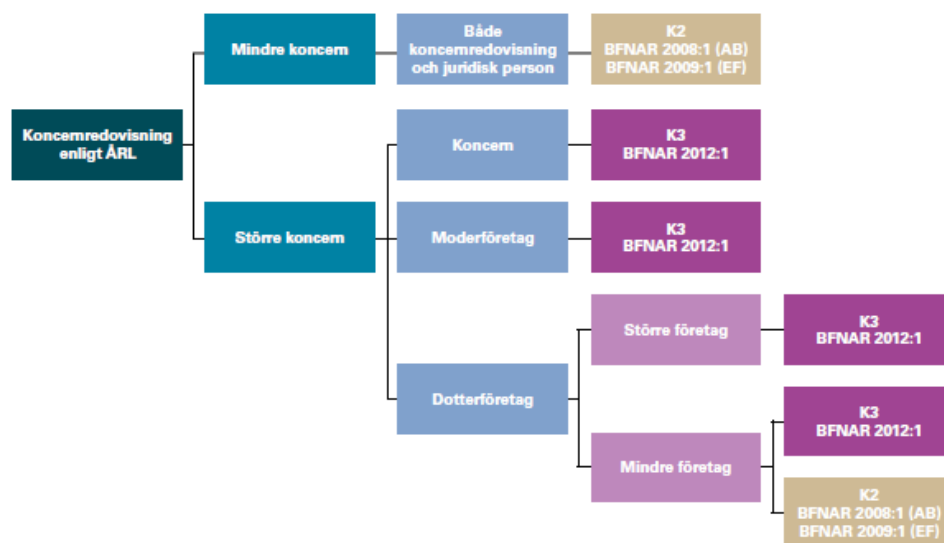 Koncernredovisning
enligt ÅRL
Mindre koncern
Både
koncernredovisning
och juridisk person
K2
BFNAR 2008:1 (AB)
BFNAR 2009:1 (EF)
Större koncern
Koncern
K3
BFNAR 2012:1
Moderföretag
K3
BFNAR 2012:1
Dotterföretag
Större företag
K3
BFNAR 2012:1
Mindre företag
K3
BFNAR 2012:1
K2
BFNAR 2008:1 (AB)
BFNAR 2009:1 (EF)